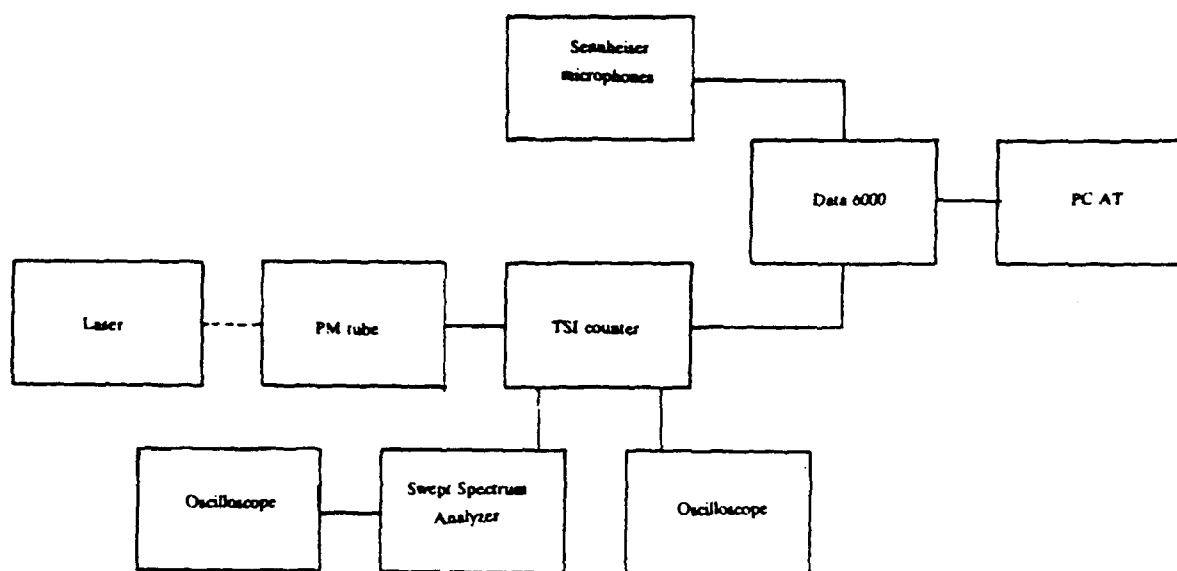 Sennheiser
microphones
Data 6000
PC AT
Laser
PM tube
TSI counter
Oscilloscope
Swept Spectrum
Analyzer
Oscilloscope